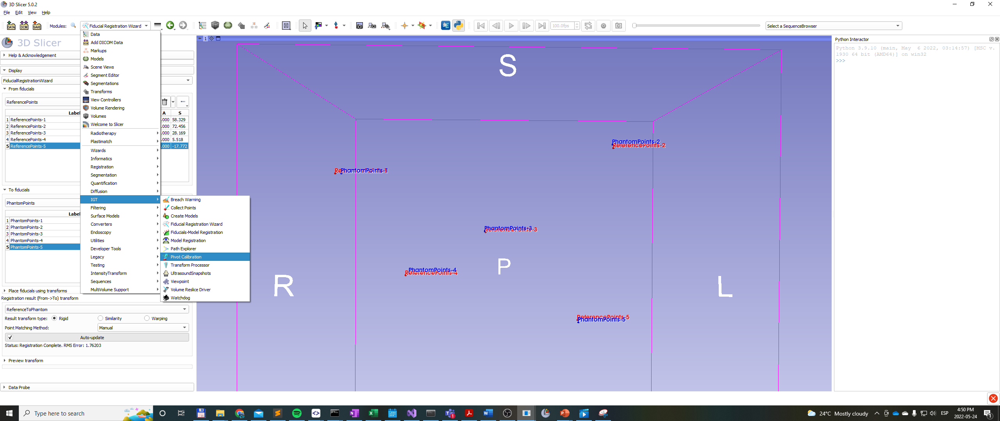 3D Slicer 5.0.2
File Edit View Help
DATA DCM SAVE Modules: Fiducial Registration Wizard 100.0fps Select a SequenceBrowser
3D Slicer
Help & Acknowledgement
Display
FiducialRegistrationWizard
From fiducials
ReferencePoints
Labe A S
1 ReferencePoints-1 .000 58.329
2 ReferencePoints-2 .000 72.456
3 ReferencePoints-3 .000 28.169
4 ReferencePoints-4 .000 5.518
5 ReferencePoints-5 .000 -17.772
To fiducials
PhantomPoints
Labe
1 PhantomPoints-1
2 PhantomPoints-2
3 PhantomPoints-3
4 PhantomPoints-4
5 PhantomPoints-5
Place fiducials using transforms
Registration result (From->To) transform
ReferenceToPhantom
Result transform type: Rigid Similarity Warping
Point Matching Method: Manual
Auto-update
Status: Registration Complete. RMS Error: 1.76203
Preview transform
Data Probe
Data
Add DICOM Data
Markups
Models
Scene Views
Segment Editor
Segmentations
Transforms
View Controllers
Volume Rendering
Volumes
Welcome to Slicer
Radiotherapy
Plastimatch
Wizards
Informatics
Registration
Segmentation
Quantification
Diffusion
IGT
Filtering
Surface Models
Converters
Endoscopy
Utilities
Developer Tools
Legacy
Testing
IntensityTransform
Sequences
MultiVolume Support
Breach Warning
Collect Points
Create Models
Fiducial Registration Wizard
Fiducials-Model Registration
Model Registration
Path Explorer
Pivot Calibration
Transform Processor
UltrasoundSnapshots
Viewpoint
Volume Reslice Driver
Watchdog
1
S
PhantomPoints-2
ReferencePoints-2
PhantomPoints-1
PhantomPoints-3
PhantomPoints-4
ReferencePoints-4
P
R
L
ReferencePoints-5
PhantomPoints-5
Python Interactor
Python 3.9.10 (main, May 6 2022, 03:14:57) [MSC v.
1930 64 bit (AMD64)] on win32
>>>
Type here to search
24°C Mostly cloudy
ESP
4:50 PM
2022-05-24
1